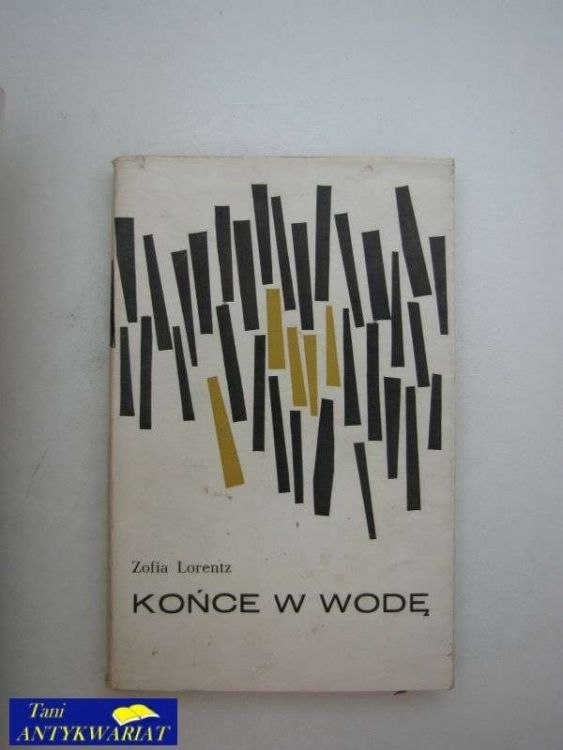 Zofia Lorentz
KOŃCE W WODĘ
Tani
ANTYKWARIAT